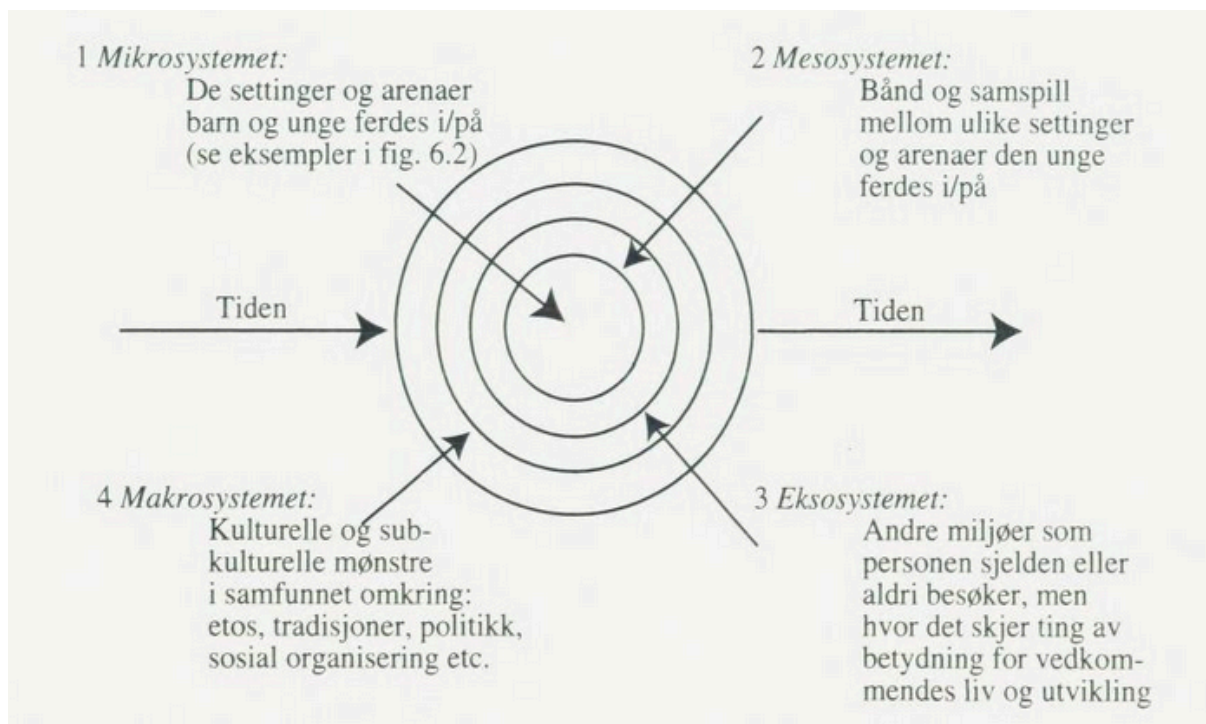 1 Mikrosystemet:
De settinger og arenaer
barn og unge ferdes i/på
(se eksempler i fig. 6.2)
2 Mesosystemet:
Bånd og samspill
mellom ulike settinger
og arenaer den unge
ferdes i/på
Tiden
Tiden
4 Makrosystemet:
Kulturelle og sub-
kulturelle mønstre
i samfunnet omkring:
etos, tradisjoner, politikk,
sosial organisering etc.
3 Eksosystemet:
Andre miljøer som
personen sjelden eller
aldri besøker, men
hvor det skjer ting av
betydning for vedkom-
mendes liv og utvikling